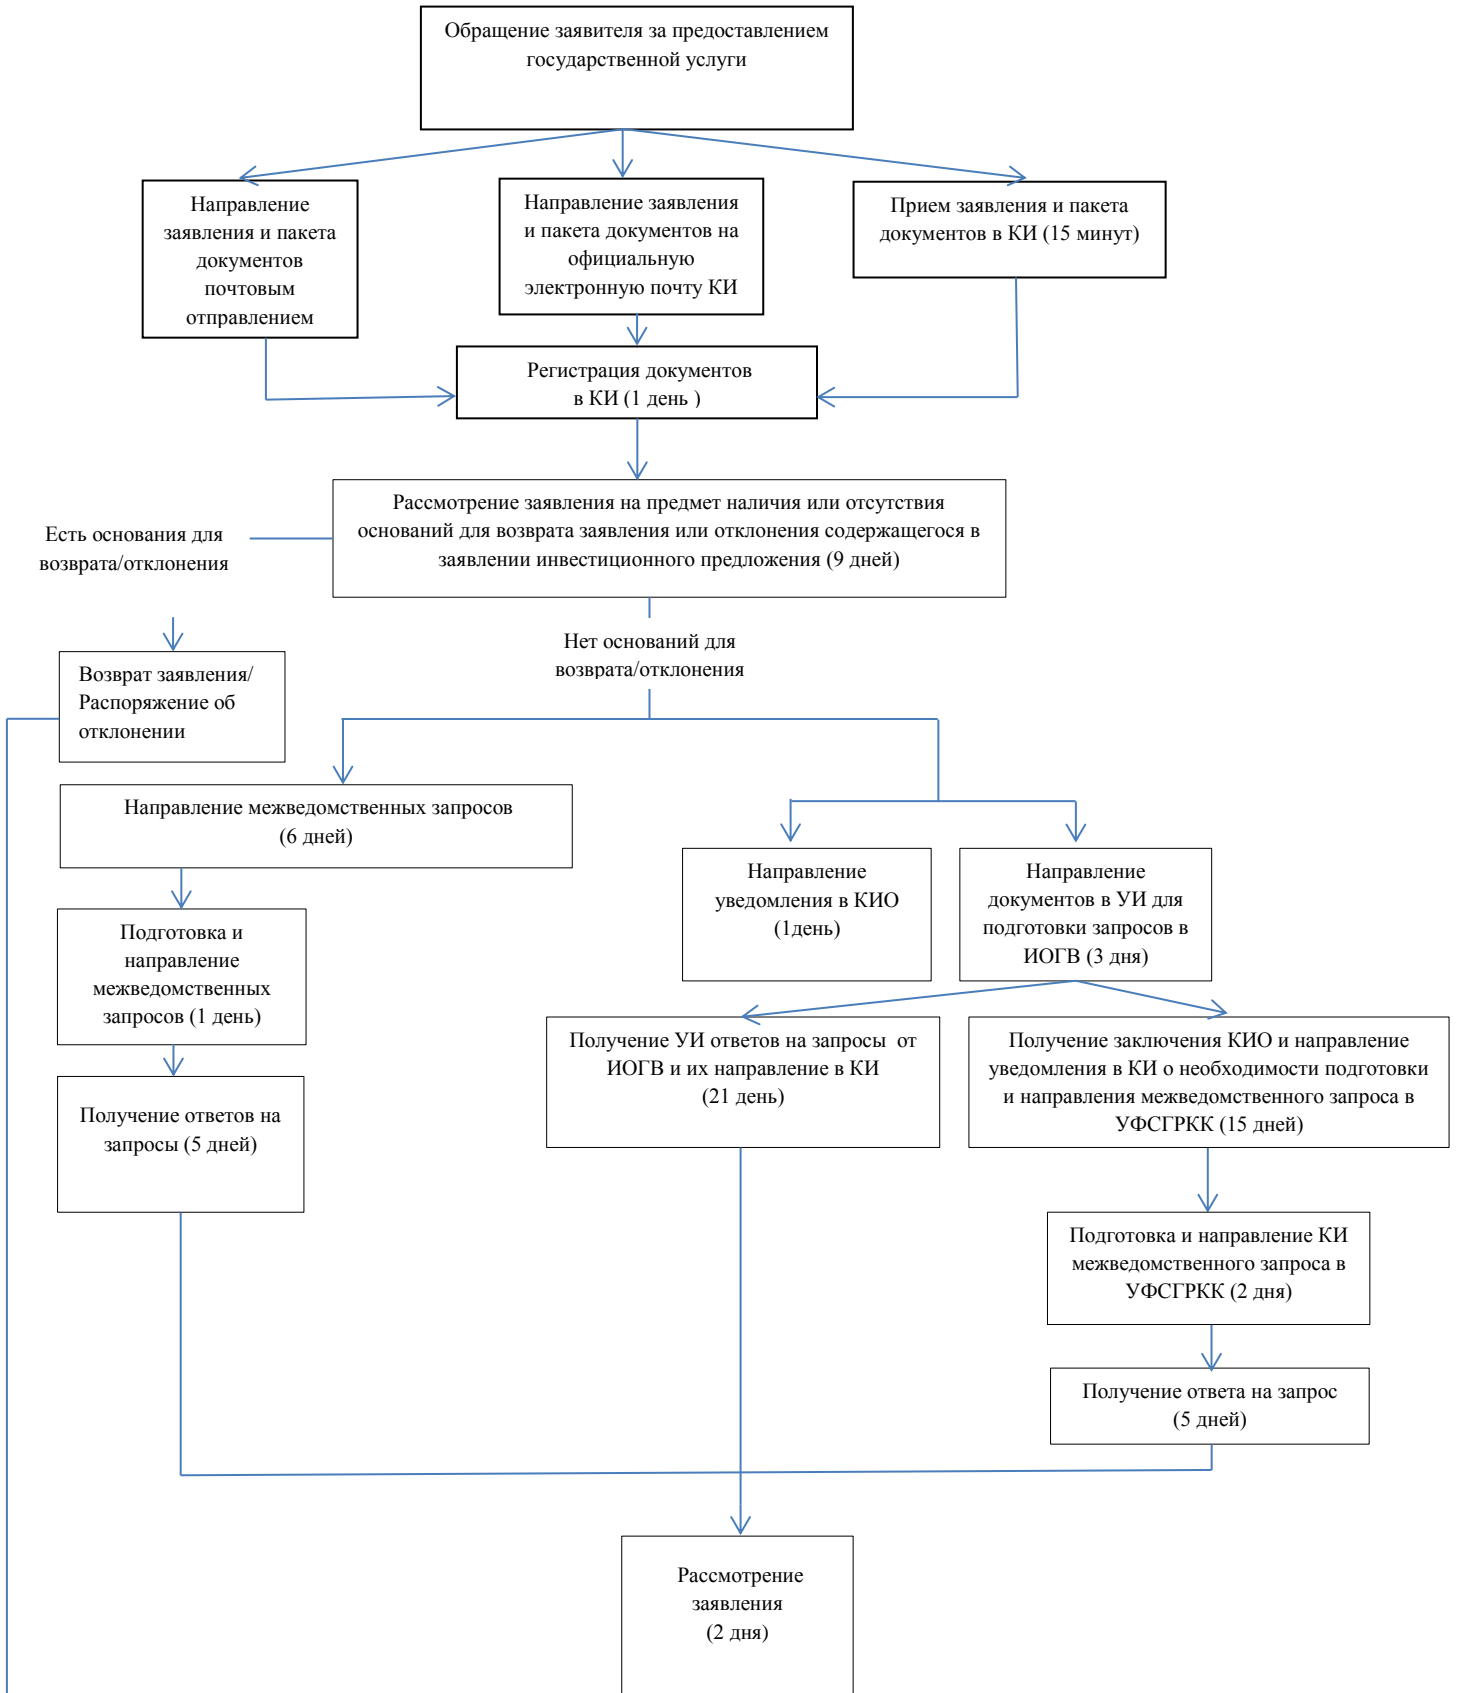 Обращение заявителя за предоставлением
государственной услуги
Направление
заявления и пакета
документов
почтовым
отправлением
Направление заявления
и пакета документов на
официальную
электронную почту КИ
Прием заявления и пакета
документов в КИ (15 минут)
Регистрация документов
в КИ (1 день )
Рассмотрение заявления на предмет наличия или отсутствия
оснований для возврата заявления или отклонения содержащегося в
заявлении инвестиционного предложения (9 дней)
Есть основания для
возврата/отклонения
Нет оснований для
возврата/отклонения
Возврат заявления/
Распоряжение об
отклонении
Направление межведомственных запросов
(6 дней)
Направление
уведомления в КИО
(1день)
Направление
документов в УИ для
подготовки запросов в
ИОГВ (3 дня)
Подготовка и
направление
межведомственных
запросов (1 день)
Получение УИ ответов на запросы от
ИОГВ и их направление в КИ
(21 день)
Получение заключения КИО и направление
уведомления в КИ о необходимости подготовки
и направления межведомственного запроса в
УФСГРКК (15 дней)
Получение ответов на
запросы (5 дней)
Подготовка и направление КИ
межведомственного запроса в
УФСГРКК (2 дня)
Получение ответа на запрос
(5 дней)
Рассмотрение
заявления
(2 дня)